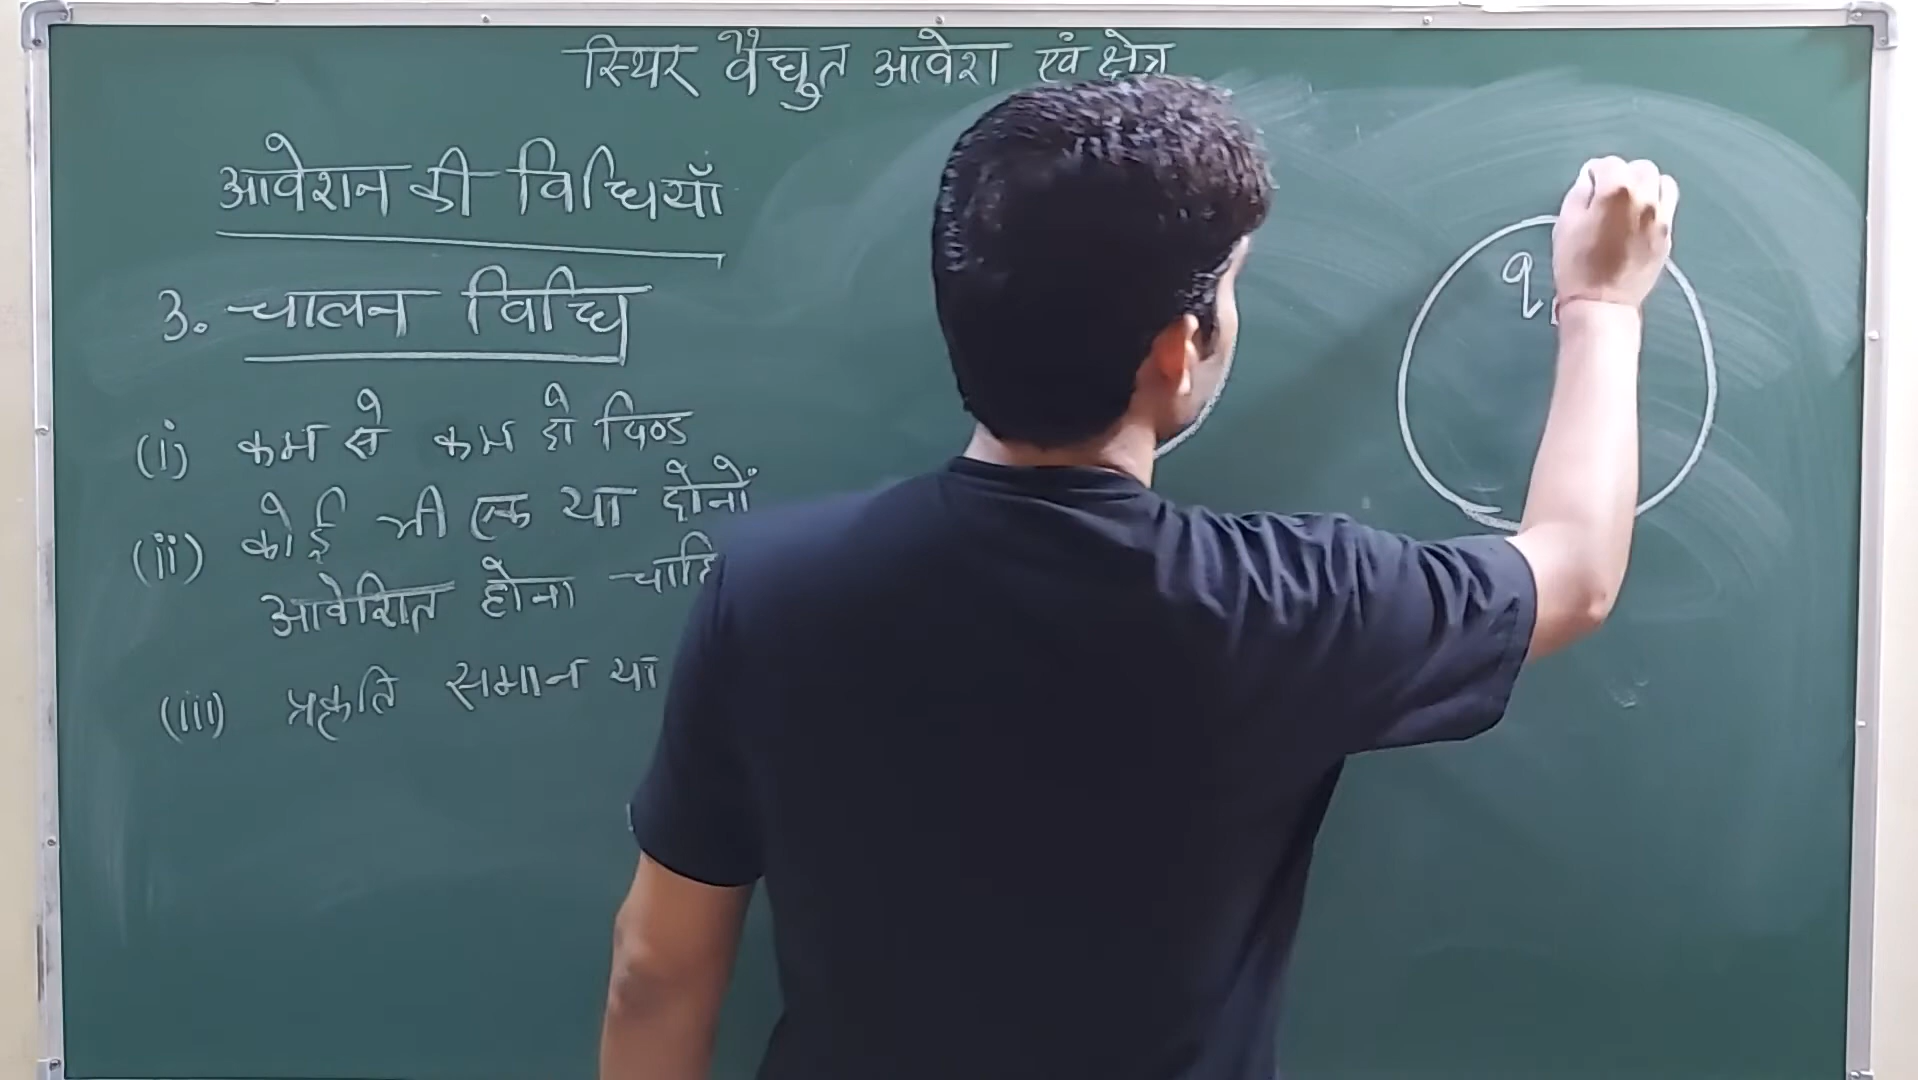 स्थिर वैद्युत आवेश एवं क्षेत्र
आवेशन की विधियाँ
3. चालन विधि
(i) कम से कम दो पिण्ड
(ii) कोई भी एक या दोनों
आवेशित होना चाहि
(iii) प्रकृति समान या
q